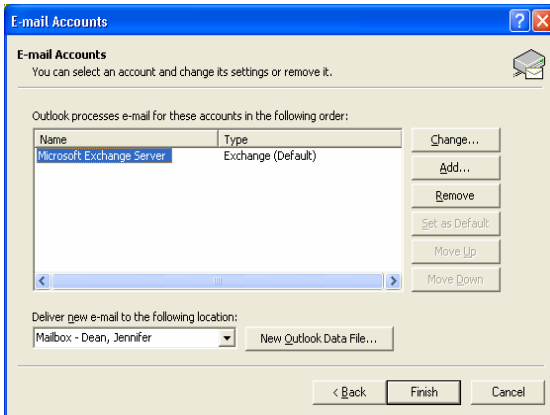 E-mail Accounts
E-mail Accounts
You can select an account and change its settings or remove it.
Outlook processes e-mail for these accounts in the following order:
Name Type
Microsoft Exchange Server Exchange (Default)
Change...
Add...
Remove
Set as Default
Move Up
Move Down
Deliver new e-mail to the following location:
Mailbox - Dean, Jennifer New Outlook Data File...
< Back Finish Cancel